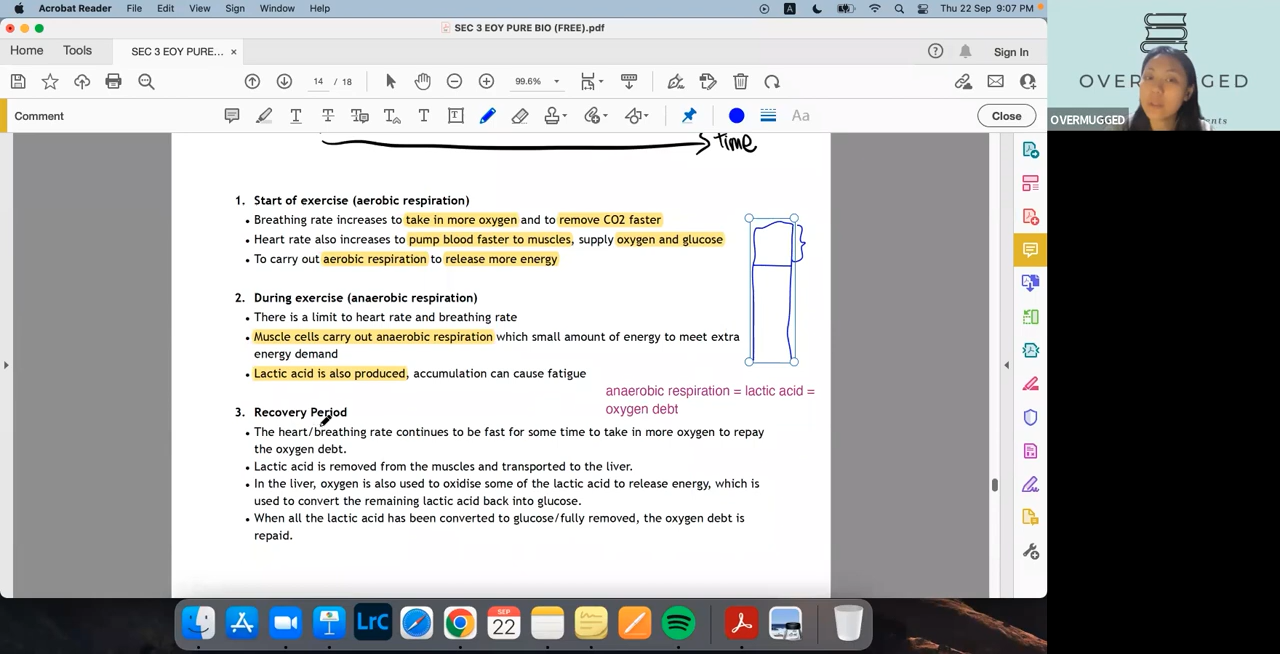 Acrobat Reader File Edit View Sign Window Help A Thu 22 Sep 9:07 PM
SEC 3 EOY PURE BIO (FREE).pdf
Home Tools SEC 3 EOY PURE... × Sign In
14 / 18 99.6%
Comment Aa Close
OVERMUGGED
OVERMUGGED
time
1. Start of exercise (aerobic respiration)
• Breathing rate increases to take in more oxygen and to remove CO2 faster
• Heart rate also increases to pump blood faster to muscles, supply oxygen and glucose
• To carry out aerobic respiration to release more energy
2. During exercise (anaerobic respiration)
• There is a limit to heart rate and breathing rate
• Muscle cells carry out anaerobic respiration which small amount of energy to meet extra
energy demand
• Lactic acid is also produced, accumulation can cause fatigue
anaerobic respiration = lactic acid =
oxygen debt
3. Recovery Period
• The heart/breathing rate continues to be fast for some time to take in more oxygen to repay
the oxygen debt.
• Lactic acid is removed from the muscles and transported to the liver.
• In the liver, oxygen is also used to oxidise some of the lactic acid to release energy, which is
used to convert the remaining lactic acid back into glucose.
• When all the lactic acid has been converted to glucose/fully removed, the oxygen debt is
repaid.
LrC
SEP
22